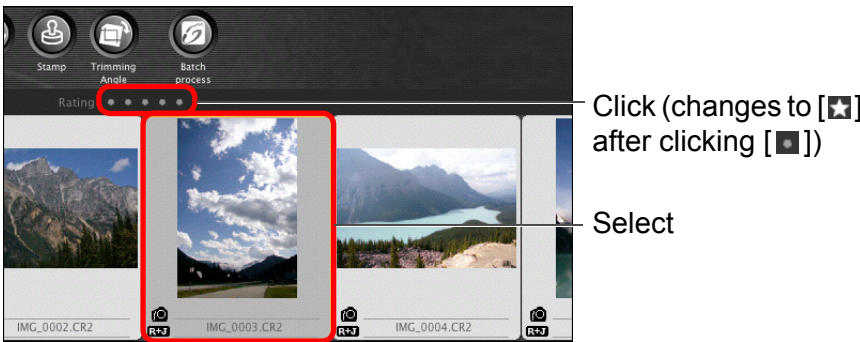 Stamp
Trimming
Angle
Batch
process
Rating
Click (changes to [★]
after clicking [•])
Select
IMG_0002.CR2
R+J
IMG_0003.CR2
R+J
IMG_0004.CR2
R+J